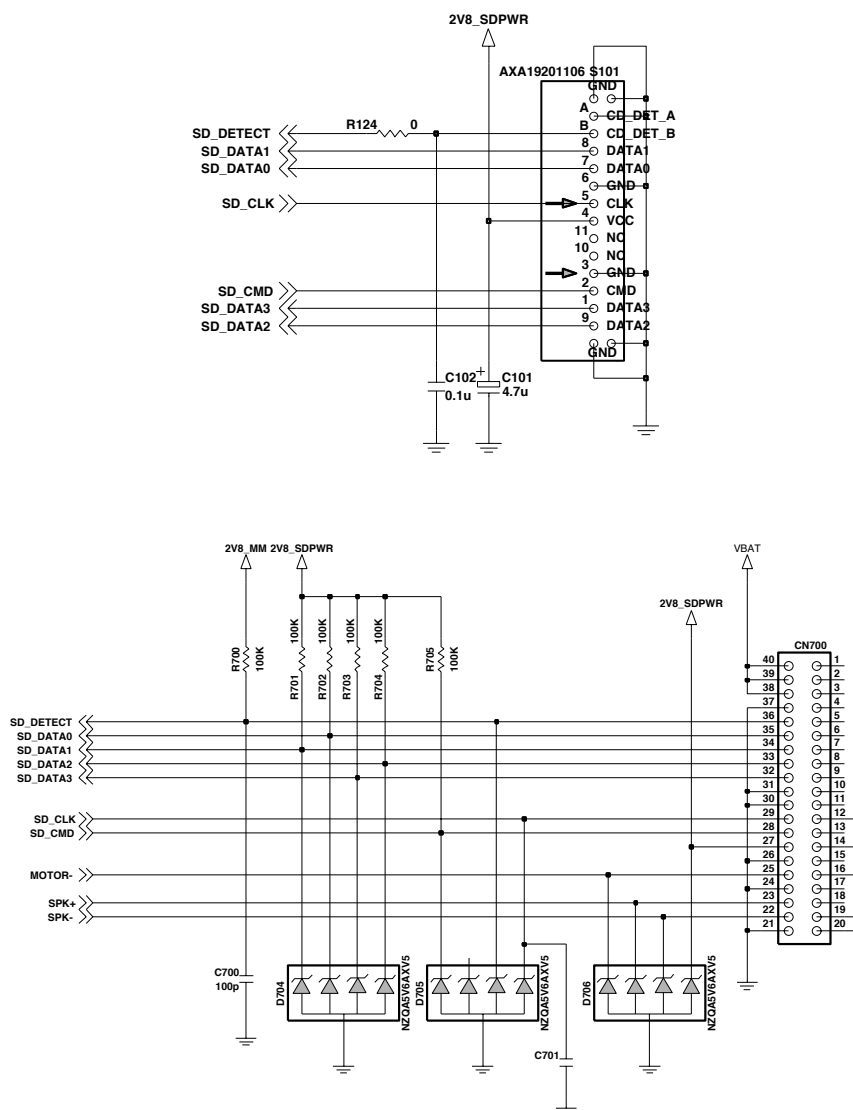 2V8_SDPWR
AXA19201106 S101
GND
A CD_DET_A
SD_DETECT R124 0 B CD_DET_B
SD_DATA1 8 DATA1
SD_DATA0 7 DATA0
6 GND
SD_CLK 5 CLK
4 VCC
11 NC
10 NC
3 GND
SD_CMD 2 CMD
SD_DATA3 1 DATA3
SD_DATA2 9 DATA2
GND
C102 + C101
0.1u 4.7u
2V8_MM 2V8_SDPWR VBAT
2V8_SDPWR
100K 100K 100K 100K
R700 100K R701 R702 R703 R704 R705 100K
CN700
40 1
39 2
38 3
37 4
SD_DETECT 36 5
SD_DATA0 35 6
SD_DATA1 34 7
SD_DATA2 33 8
SD_DATA3 32 9
31 10
30 11
SD_CLK 29 12
SD_CMD 28 13
27 14
26 15
MOTOR- 25 16
24 17
SPK+ 23 18
SPK- 22 19
21 20
C700
100p
D704 NZQA5V6AXV5 D705 NZQA5V6AXV5 D706 NZQA5V6AXV5
C701